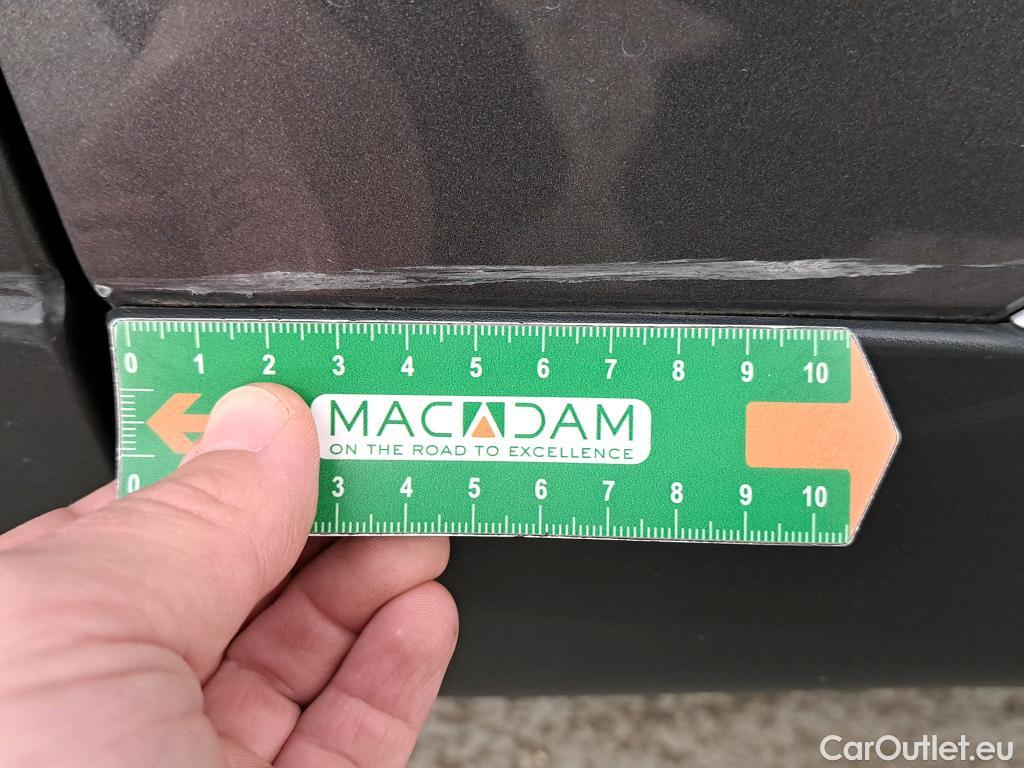 0 1 2 3 4 5 6 7 8 9 10
MACADAM
ON THE ROAD TO EXCELLENCE
0 3 4 5 6 7 8 9 10
CarOutlet.eu